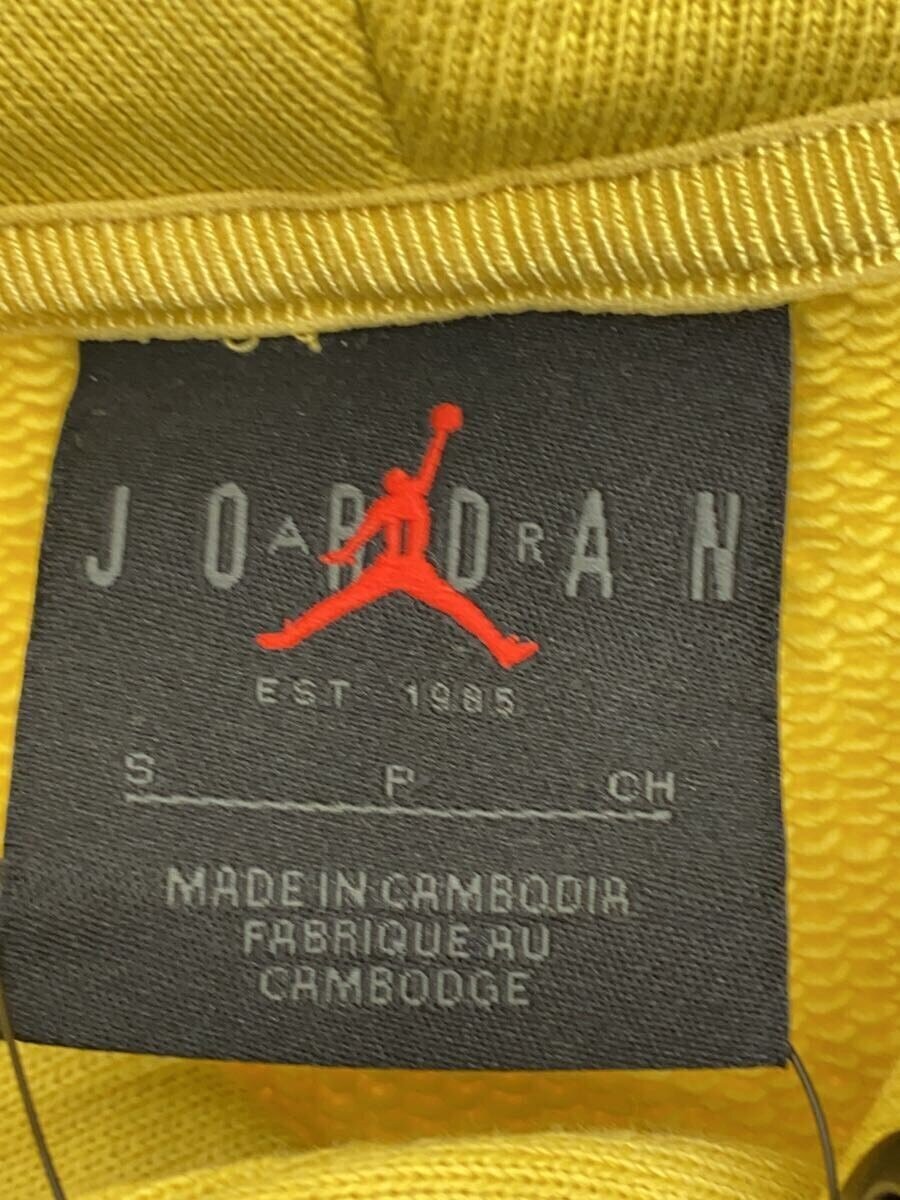 JORDAN
AIR
EST 1985
S P CH
MADE IN CAMBODIA
FABRIQUE AU
CAMBODGE